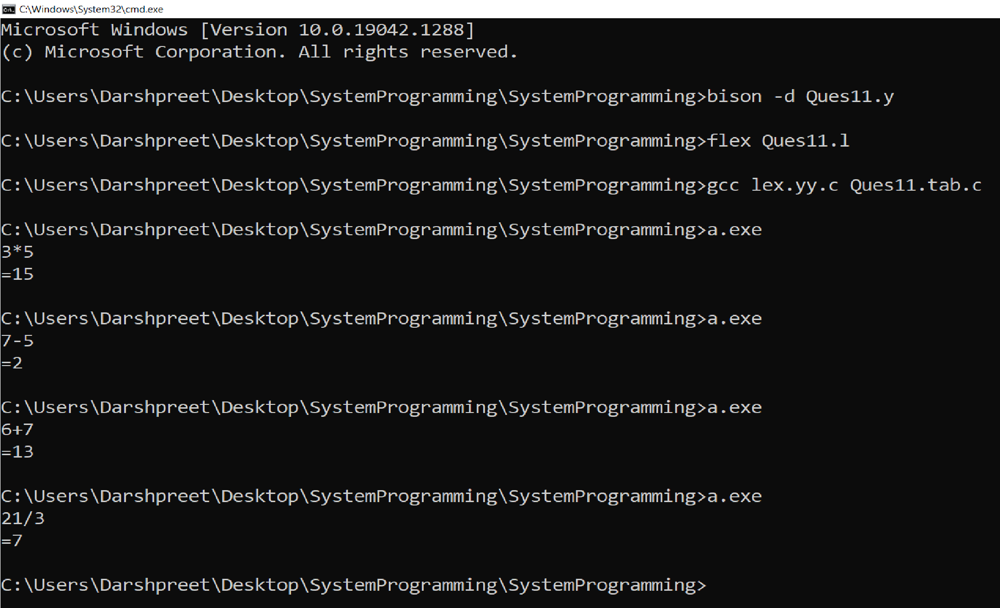 C:\Windows\System32\cmd.exe
Microsoft Windows [Version 10.0.19042.1288]
(c) Microsoft Corporation. All rights reserved.
C:\Users\Darshpreet\Desktop\SystemProgramming\SystemProgramming>bison -d Ques11.y
C:\Users\Darshpreet\Desktop\SystemProgramming\SystemProgramming>flex Ques11.l
C:\Users\Darshpreet\Desktop\SystemProgramming\SystemProgramming>gcc lex.yy.c Ques11.tab.c
C:\Users\Darshpreet\Desktop\SystemProgramming\SystemProgramming>a.exe
3*5
=15
C:\Users\Darshpreet\Desktop\SystemProgramming\SystemProgramming>a.exe
7-5
=2
C:\Users\Darshpreet\Desktop\SystemProgramming\SystemProgramming>a.exe
6+7
=13
C:\Users\Darshpreet\Desktop\SystemProgramming\SystemProgramming>a.exe
21/3
=7
C:\Users\Darshpreet\Desktop\SystemProgramming\SystemProgramming>